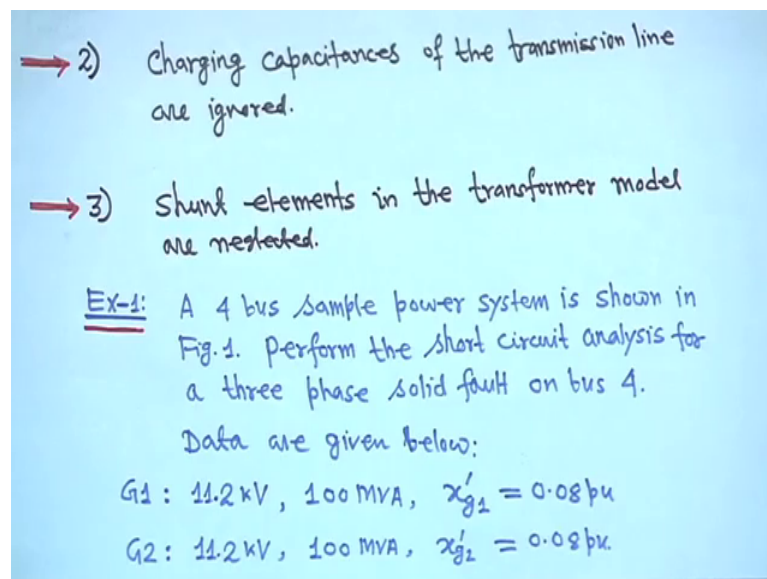 2) Charging capacitances of the transmission line
are ignored.
3) Shunt elements in the transformer model
are neglected.
Ex-1: A 4 bus sample power system is shown in
Fig. 1. Perform the short circuit analysis for
a three phase solid fault on bus 4.
Data are given below:
G1 : 11.2 kV, 100 MVA, x'g1 = 0.08 pu
G2 : 11.2 kV, 100 MVA, x'g2 = 0.08 pu.